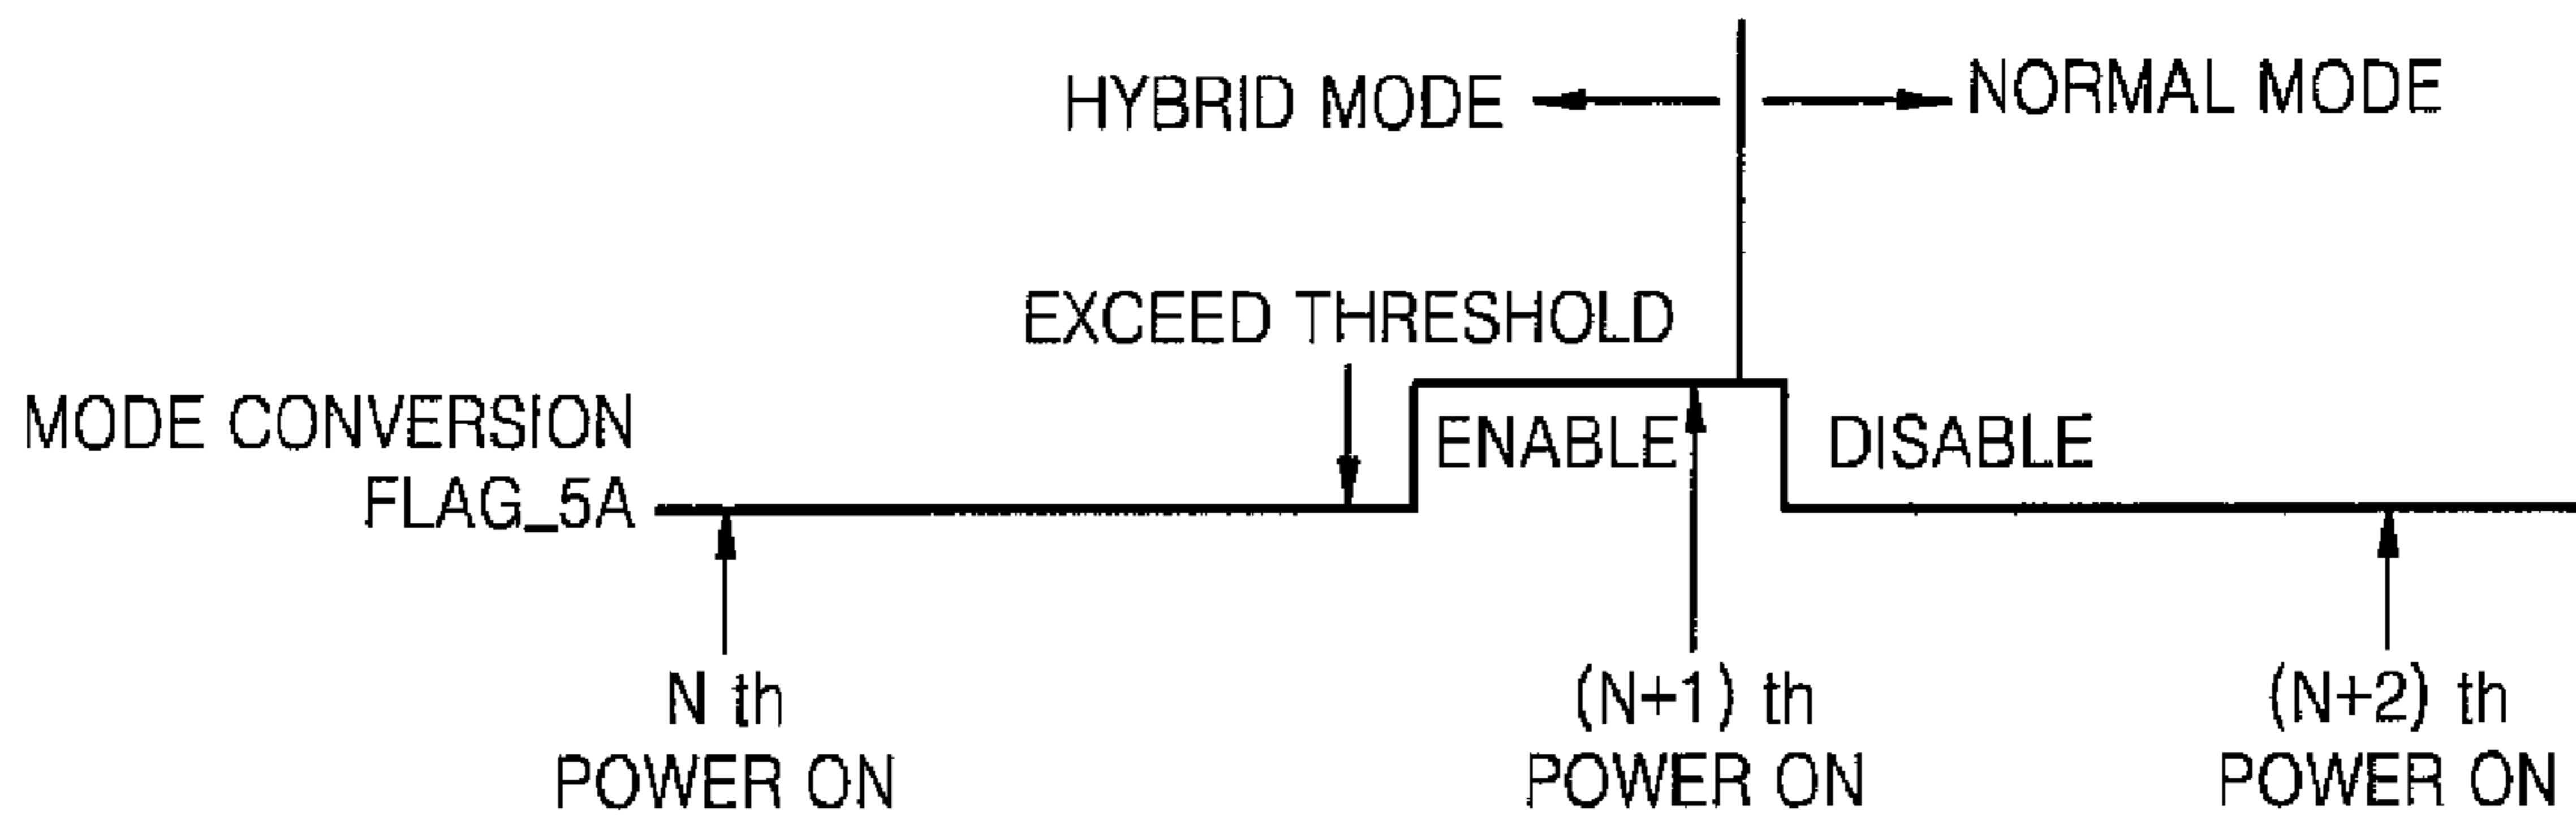 HYBRID MODE
NORMAL MODE
EXCEED THRESHOLD
MODE CONVERSION
FLAG_5A
ENABLE
DISABLE
N th
POWER ON
(N+1) th
POWER ON
(N+2) th
POWER ON